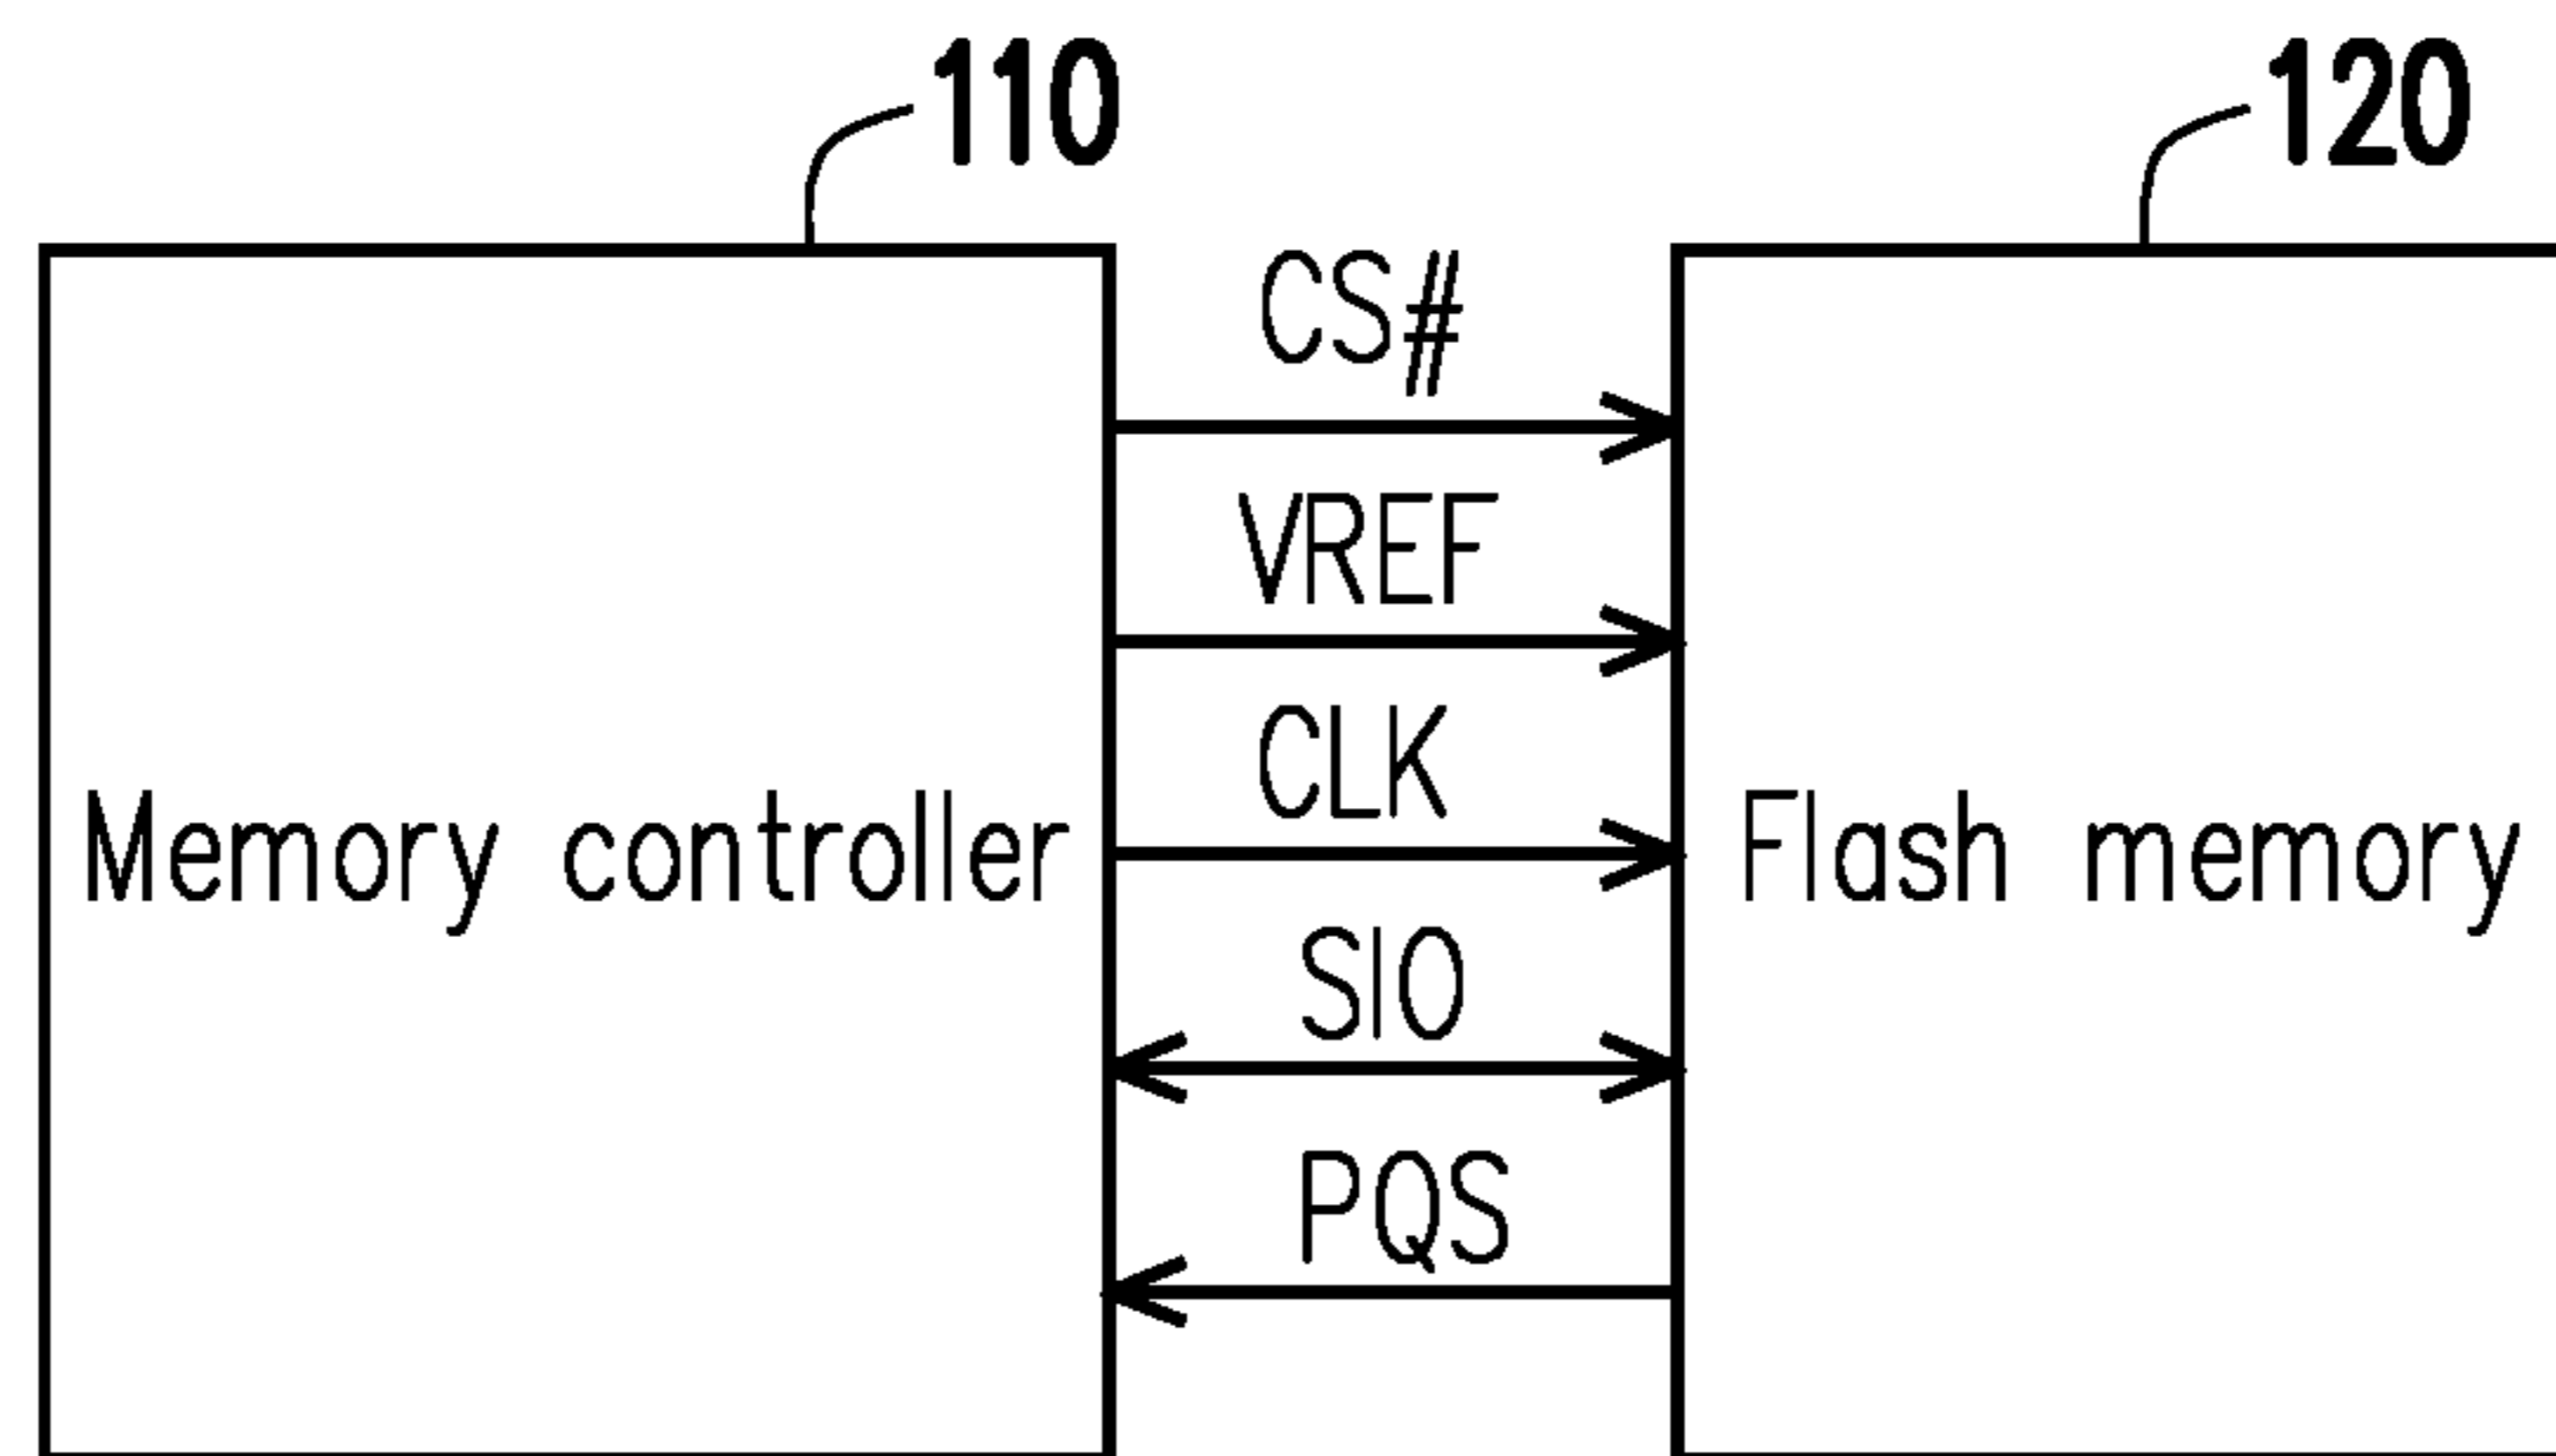 110
120
CS#
VREF
CLK
Memory controller
Flash memory
SIO
PQS